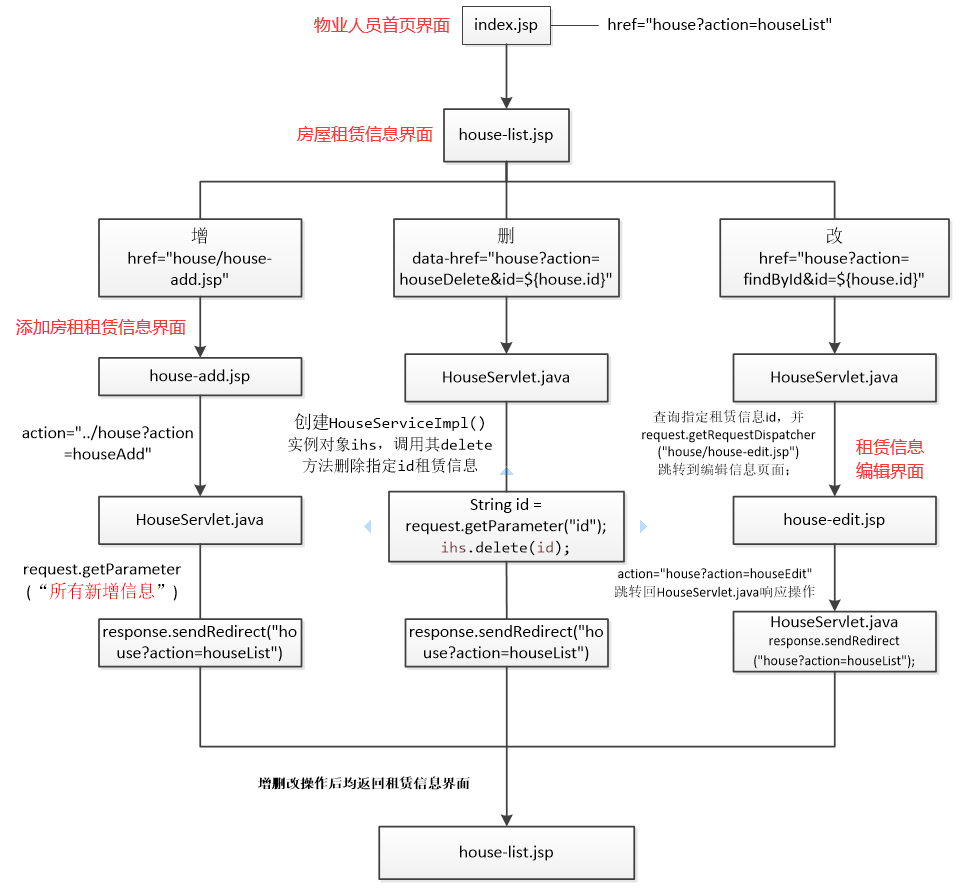 物业人员首页界面
index.jsp
href="house?action=houseList"
房屋租赁信息界面
house-list.jsp
增
href="house/house-
add.jsp"
删
data-href="house?action=
houseDelete&id=${house.id}"
改
href="house?action=
findById&id=${house.id}"
添加房租租赁信息界面
house-add.jsp
HouseServlet.java
HouseServlet.java
action="../house?action
=houseAdd"
创建HouseServiceImpl()
实例对象ihs，调用其delete
方法删除指定id租赁信息
查询指定租赁信息id，并
request.getRequestDispatcher
("house/house-edit.jsp")
跳转到编辑信息页面；
租赁信息
编辑界面
HouseServlet.java
String id =
request.getParameter("id");
ihs.delete(id);
house-edit.jsp
request.getParameter
(“所有新增信息”)
action="house?action=houseEdit"
跳转回HouseServlet.java响应操作
response.sendRedirect("ho
use?action=houseList")
response.sendRedirect("ho
use?action=houseList")
HouseServlet.java
response.sendRedirect
("house?action=houseList");
增删改操作后均返回租赁信息界面
house-list.jsp